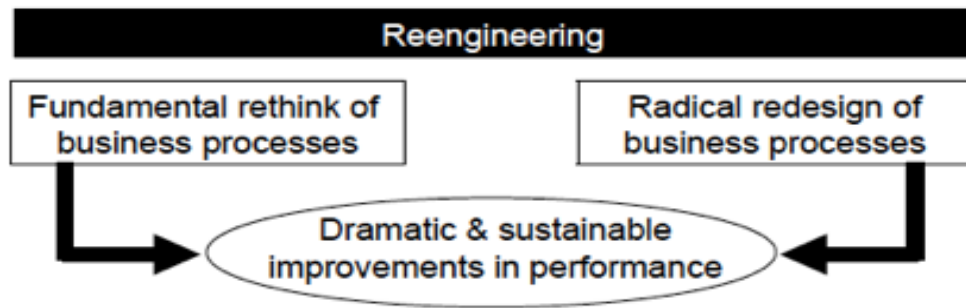 Reengineering
Fundamental rethink of
business processes
Radical redesign of
business processes
Dramatic & sustainable
improvements in performance